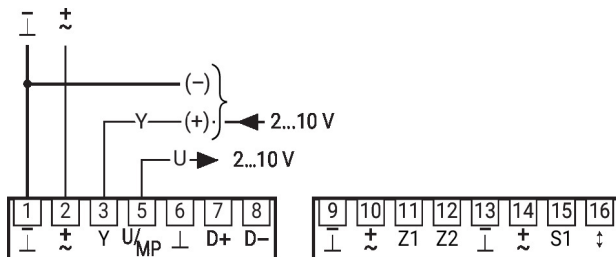 – +
⊥ ~
(–)
Y (+) 2...10 V
U 2...10 V
1 2 3 5 6 7 8 9 10 11 12 13 14 15 16
⊥ ~ Y U/MP ⊥ D+ D– ⊥ ~ Z1 Z2 ⊥ ~ S1 ↕